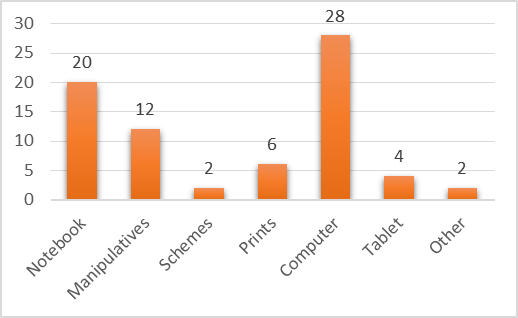 30
25
20
15
10
5
0
20
12
2
6
28
4
2
Notebook
Manipulatives
Schemes
Prints
Computer
Tablet
Other